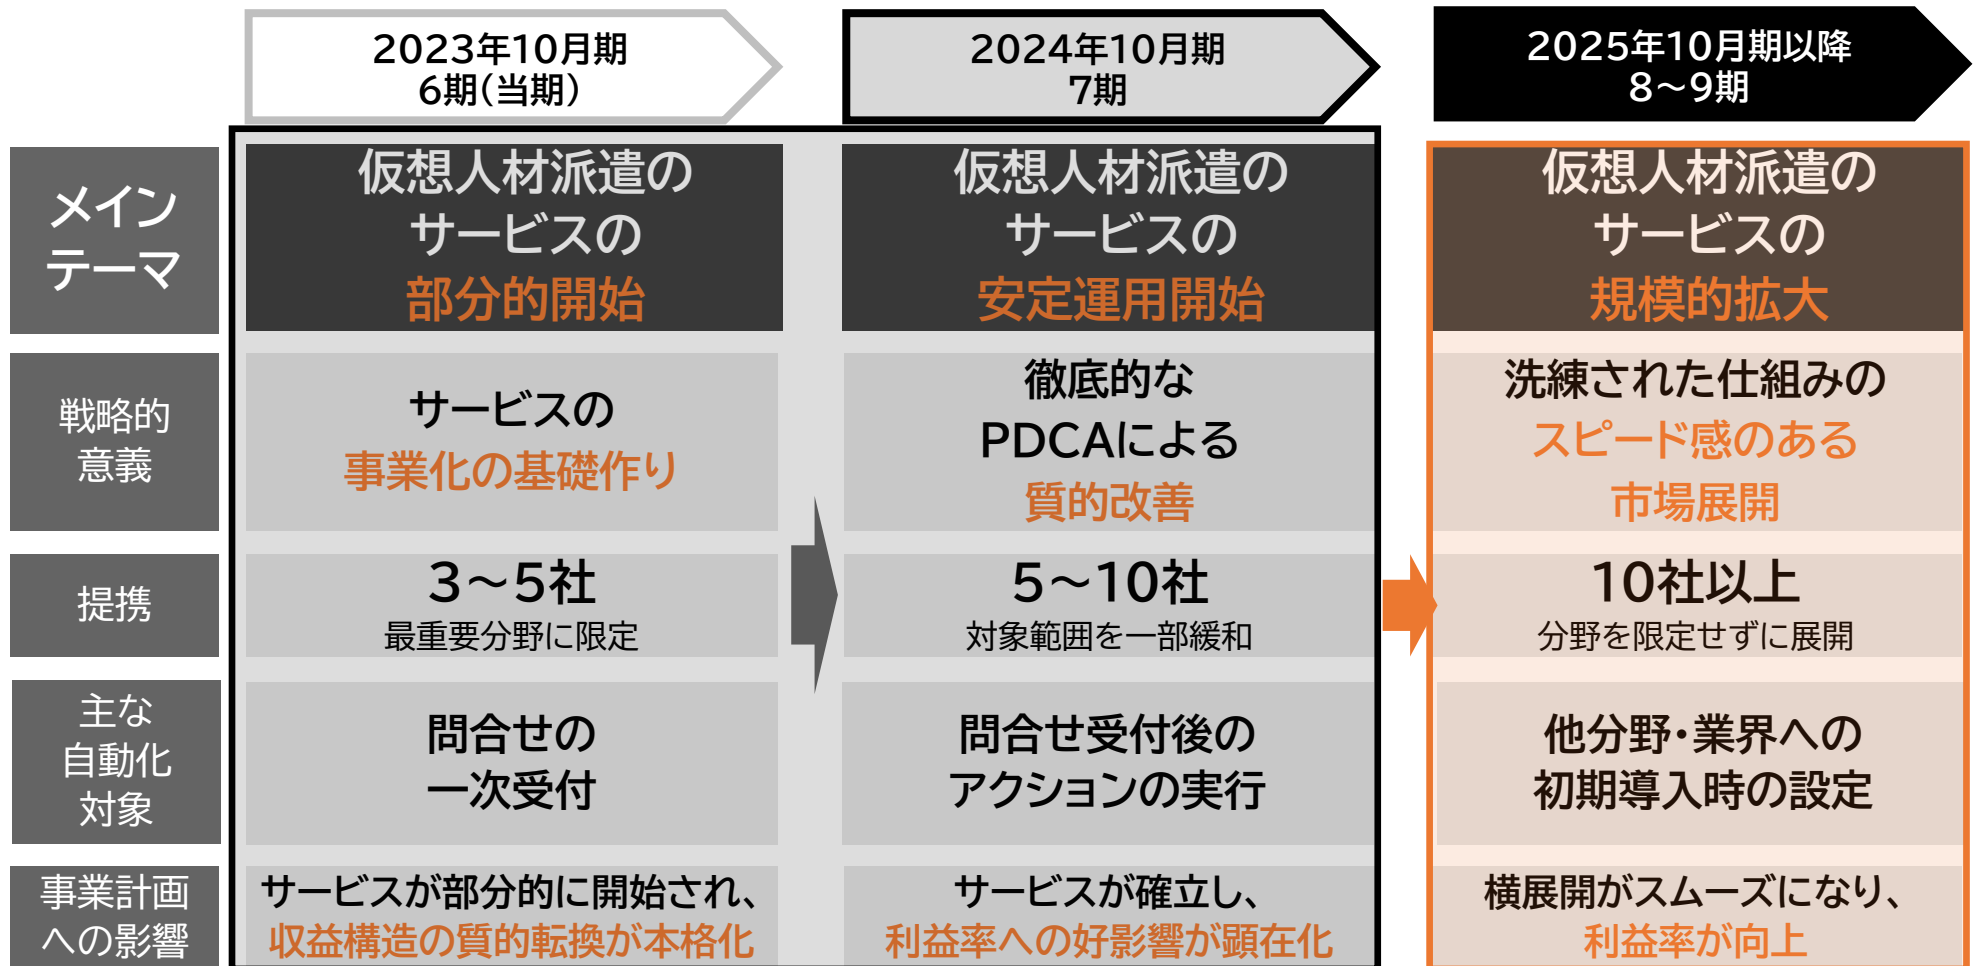 2023年10月期
6期(当期)
2024年10月期
7期
2025年10月期以降
8～9期
メイン
テーマ
仮想人材派遣の
サービスの
部分的開始
仮想人材派遣の
サービスの
安定運用開始
仮想人材派遣の
サービスの
規模的拡大
戦略的
意義
サービスの
事業化の基礎作り
徹底的な
PDCAによる
質的改善
洗練された仕組みの
スピード感のある
市場展開
提携
3～5社
最重要分野に限定
5～10社
対象範囲を一部緩和
10社以上
分野を限定せずに展開
主な
自動化
対象
問合せの
一次受付
問合せ受付後の
アクションの実行
他分野・業界への
初期導入時の設定
事業計画
への影響
サービスが部分的に開始され、
収益構造の質的転換が本格化
サービスが確立し、
利益率への好影響が顕在化
横展開がスムーズになり、
利益率が向上